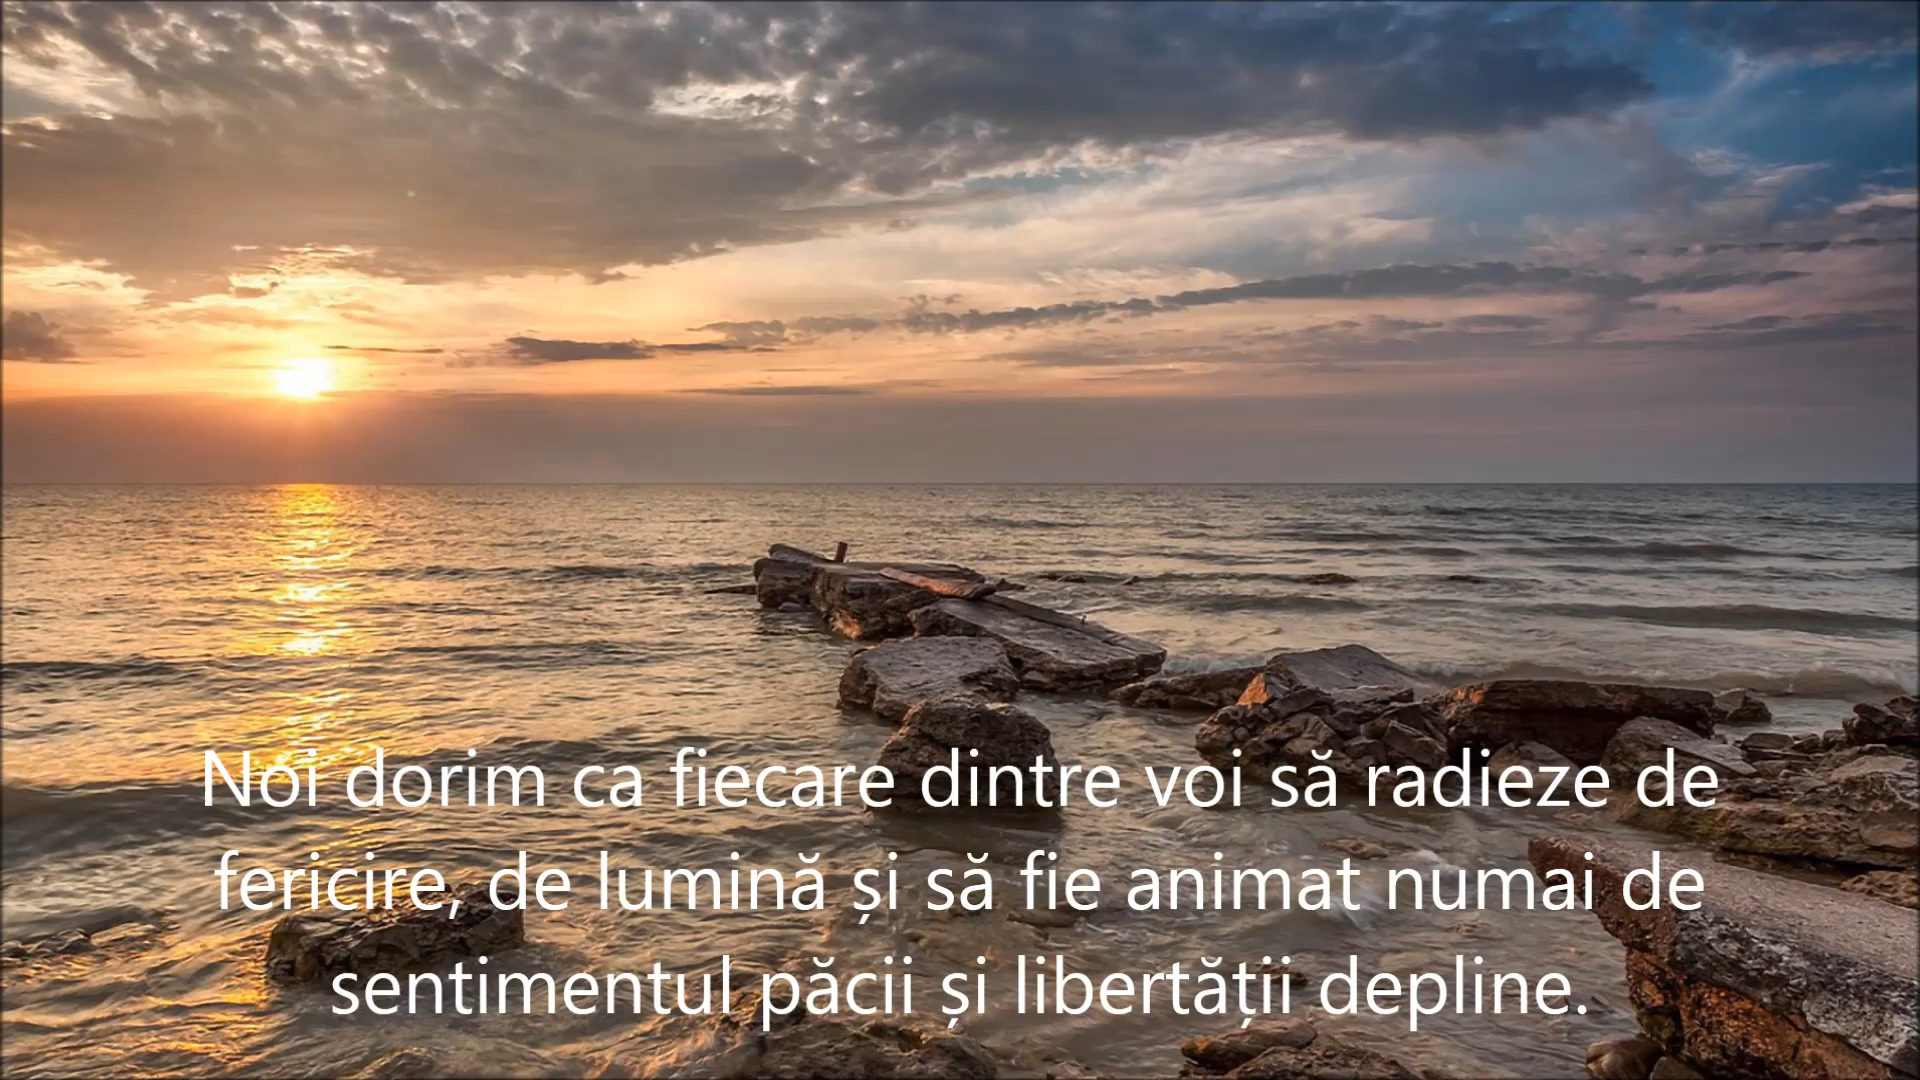 Noi dorim ca fiecare dintre voi să radieze de
fericire, de lumină și să fie animat numai de
sentimentul păcii și libertății depline.